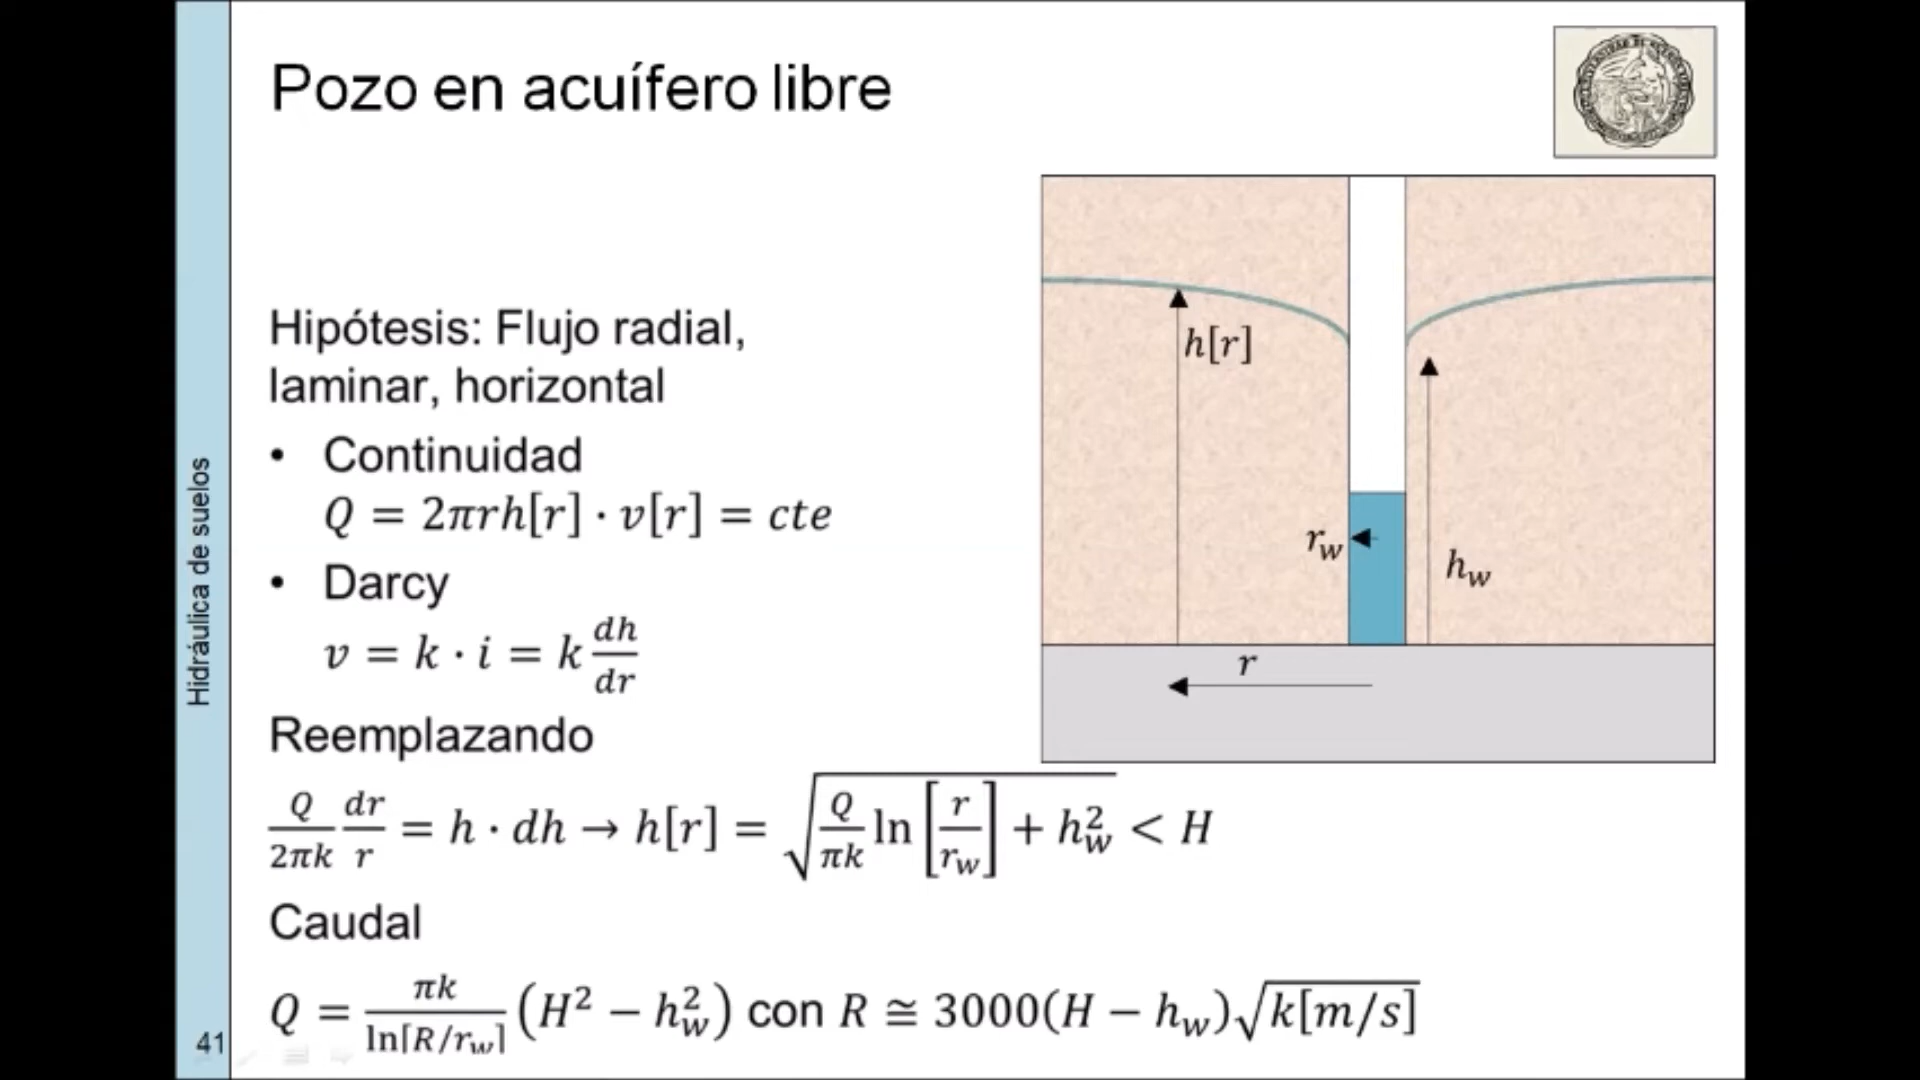 Pozo en acuífero libre
Hipótesis: Flujo radial,
laminar, horizontal
• Continuidad
Q = 2πrh[r] · v[r] = cte
• Darcy
v = k · i = k dh/dr
Reemplazando
Q/2πk dr/r = h · dh → h[r] = √(Q/πk ln[r/r_w] + h_w²) < H
Caudal
Q = πk/ln[R/r_w] (H² − h_w²) con R ≅ 3000(H − h_w)√k[m/s]
h[r]
r_w
h_w
r
Hidráulica de suelos
41